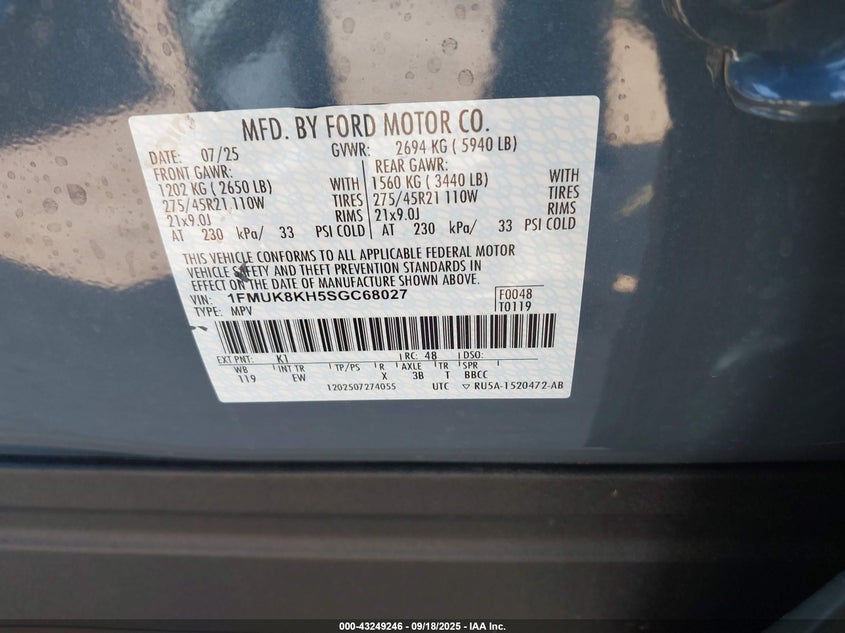 MFD. BY FORD MOTOR CO.
DATE: 07/25 GVWR: 2694 KG ( 5940 LB)
FRONT GAWR: REAR GAWR:
1202 KG ( 2650 LB) WITH 1560 KG ( 3440 LB) WITH
275/45R21 110W TIRES 275/45R21 110W TIRES
21x9.0J RIMS 21x9.0J RIMS
AT 230 kPa/ 33 PSI COLD AT 230 kPa/ 33 PSI COLD
THIS VEHICLE CONFORMS TO ALL APPLICABLE FEDERAL MOTOR
VEHICLE SAFETY AND THEFT PREVENTION STANDARDS IN
EFFECT ON THE DATE OF MANUFACTURE SHOWN ABOVE.
VIN: 1FMUK8KH5SGC68027 F0048
TYPE: MPV T0119
EXT PNT: K1 RC: 48 DSO:
WB INT TR TP/PS R AXLE TR SPR
119 EW X 3B T BBCC
1202507274055 UTC ▽ RU5A-1520472-AB
000-43249246 - 09/18/2025 - IAA Inc.